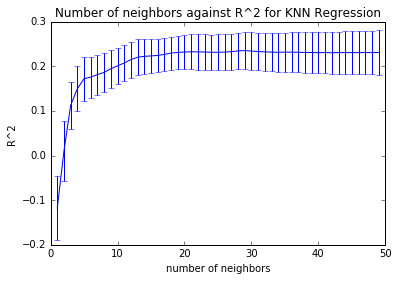 Number of neighbors against R^2 for KNN Regression
0.3
0.2
0.1
0.0
−0.1
−0.2
R^2
0 10 20 30 40 50
number of neighbors